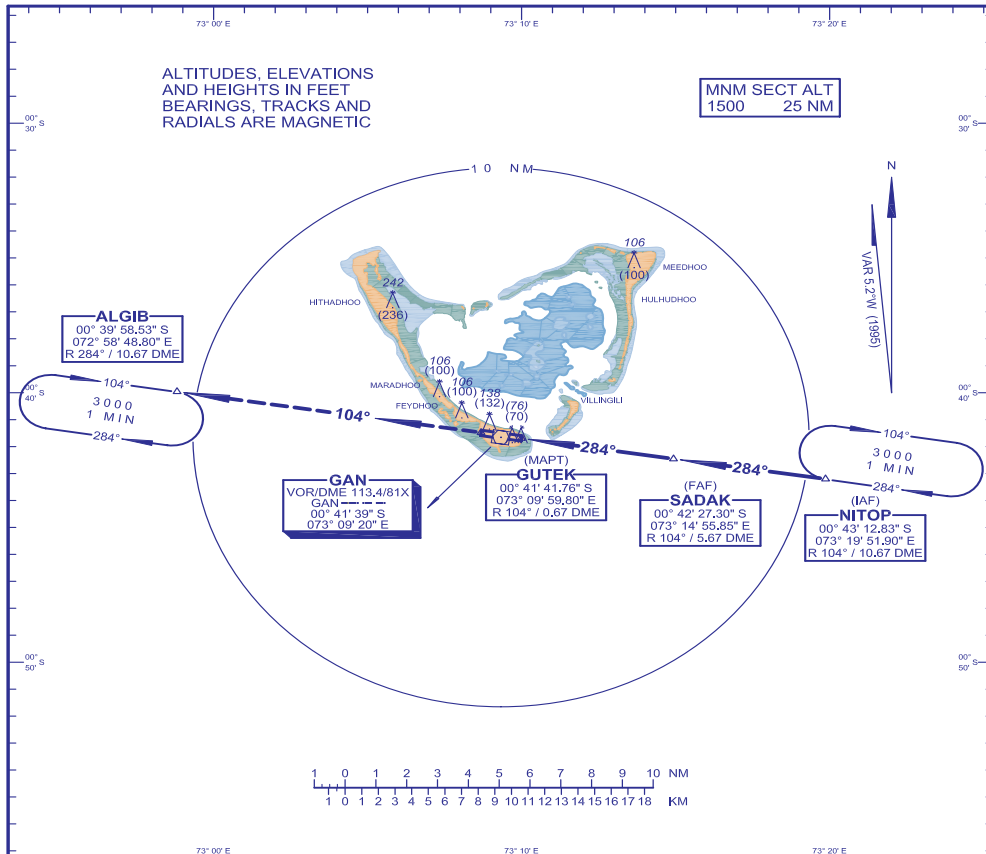 73° 00' E
73° 10' E
73° 20' E
ALTITUDES, ELEVATIONS
AND HEIGHTS IN FEET
BEARINGS, TRACKS AND
RADIALS ARE MAGNETIC
MNM SECT ALT
1500 25 NM
00° S
30'
00° S
30'
10 NM
N
VAR 5.2°W (1995)
106
(100)
MEEDHOO
HULHUDHOO
242
(236)
HITHADHOO
ALGIB
00° 39' 58.53" S
072° 58' 48.80" E
R 284° / 10.67 DME
106
(100)
MARADHOO
106
(100)
FEYDHOO
138
(132)
(76)
(70)
VILLINGILI
00° S
40'
00° S
40'
104°
3000
1 MIN
284°
104°
284°
284°
104°
3000
1 MIN
284°
GAN
VOR/DME 113.4/81X
GAN
00° 41' 39" S
073° 09' 20" E
(MAPT)
GUTEK
00° 41' 41.76" S
073° 09' 59.80" E
R 104° / 0.67 DME
(FAF)
SADAK
00° 42' 27.30" S
073° 14' 55.85" E
R 104° / 5.67 DME
(IAF)
NITOP
00° 43' 12.83" S
073° 19' 51.90" E
R 104° / 10.67 DME
00° S
50'
00° S
50'
1 0 1 2 3 4 5 6 7 8 9 10 NM
1 0 1 2 3 4 5 6 7 8 9 10 11 12 13 14 15 16 17 18 KM
73° 00' E
73° 10' E
73° 20' E